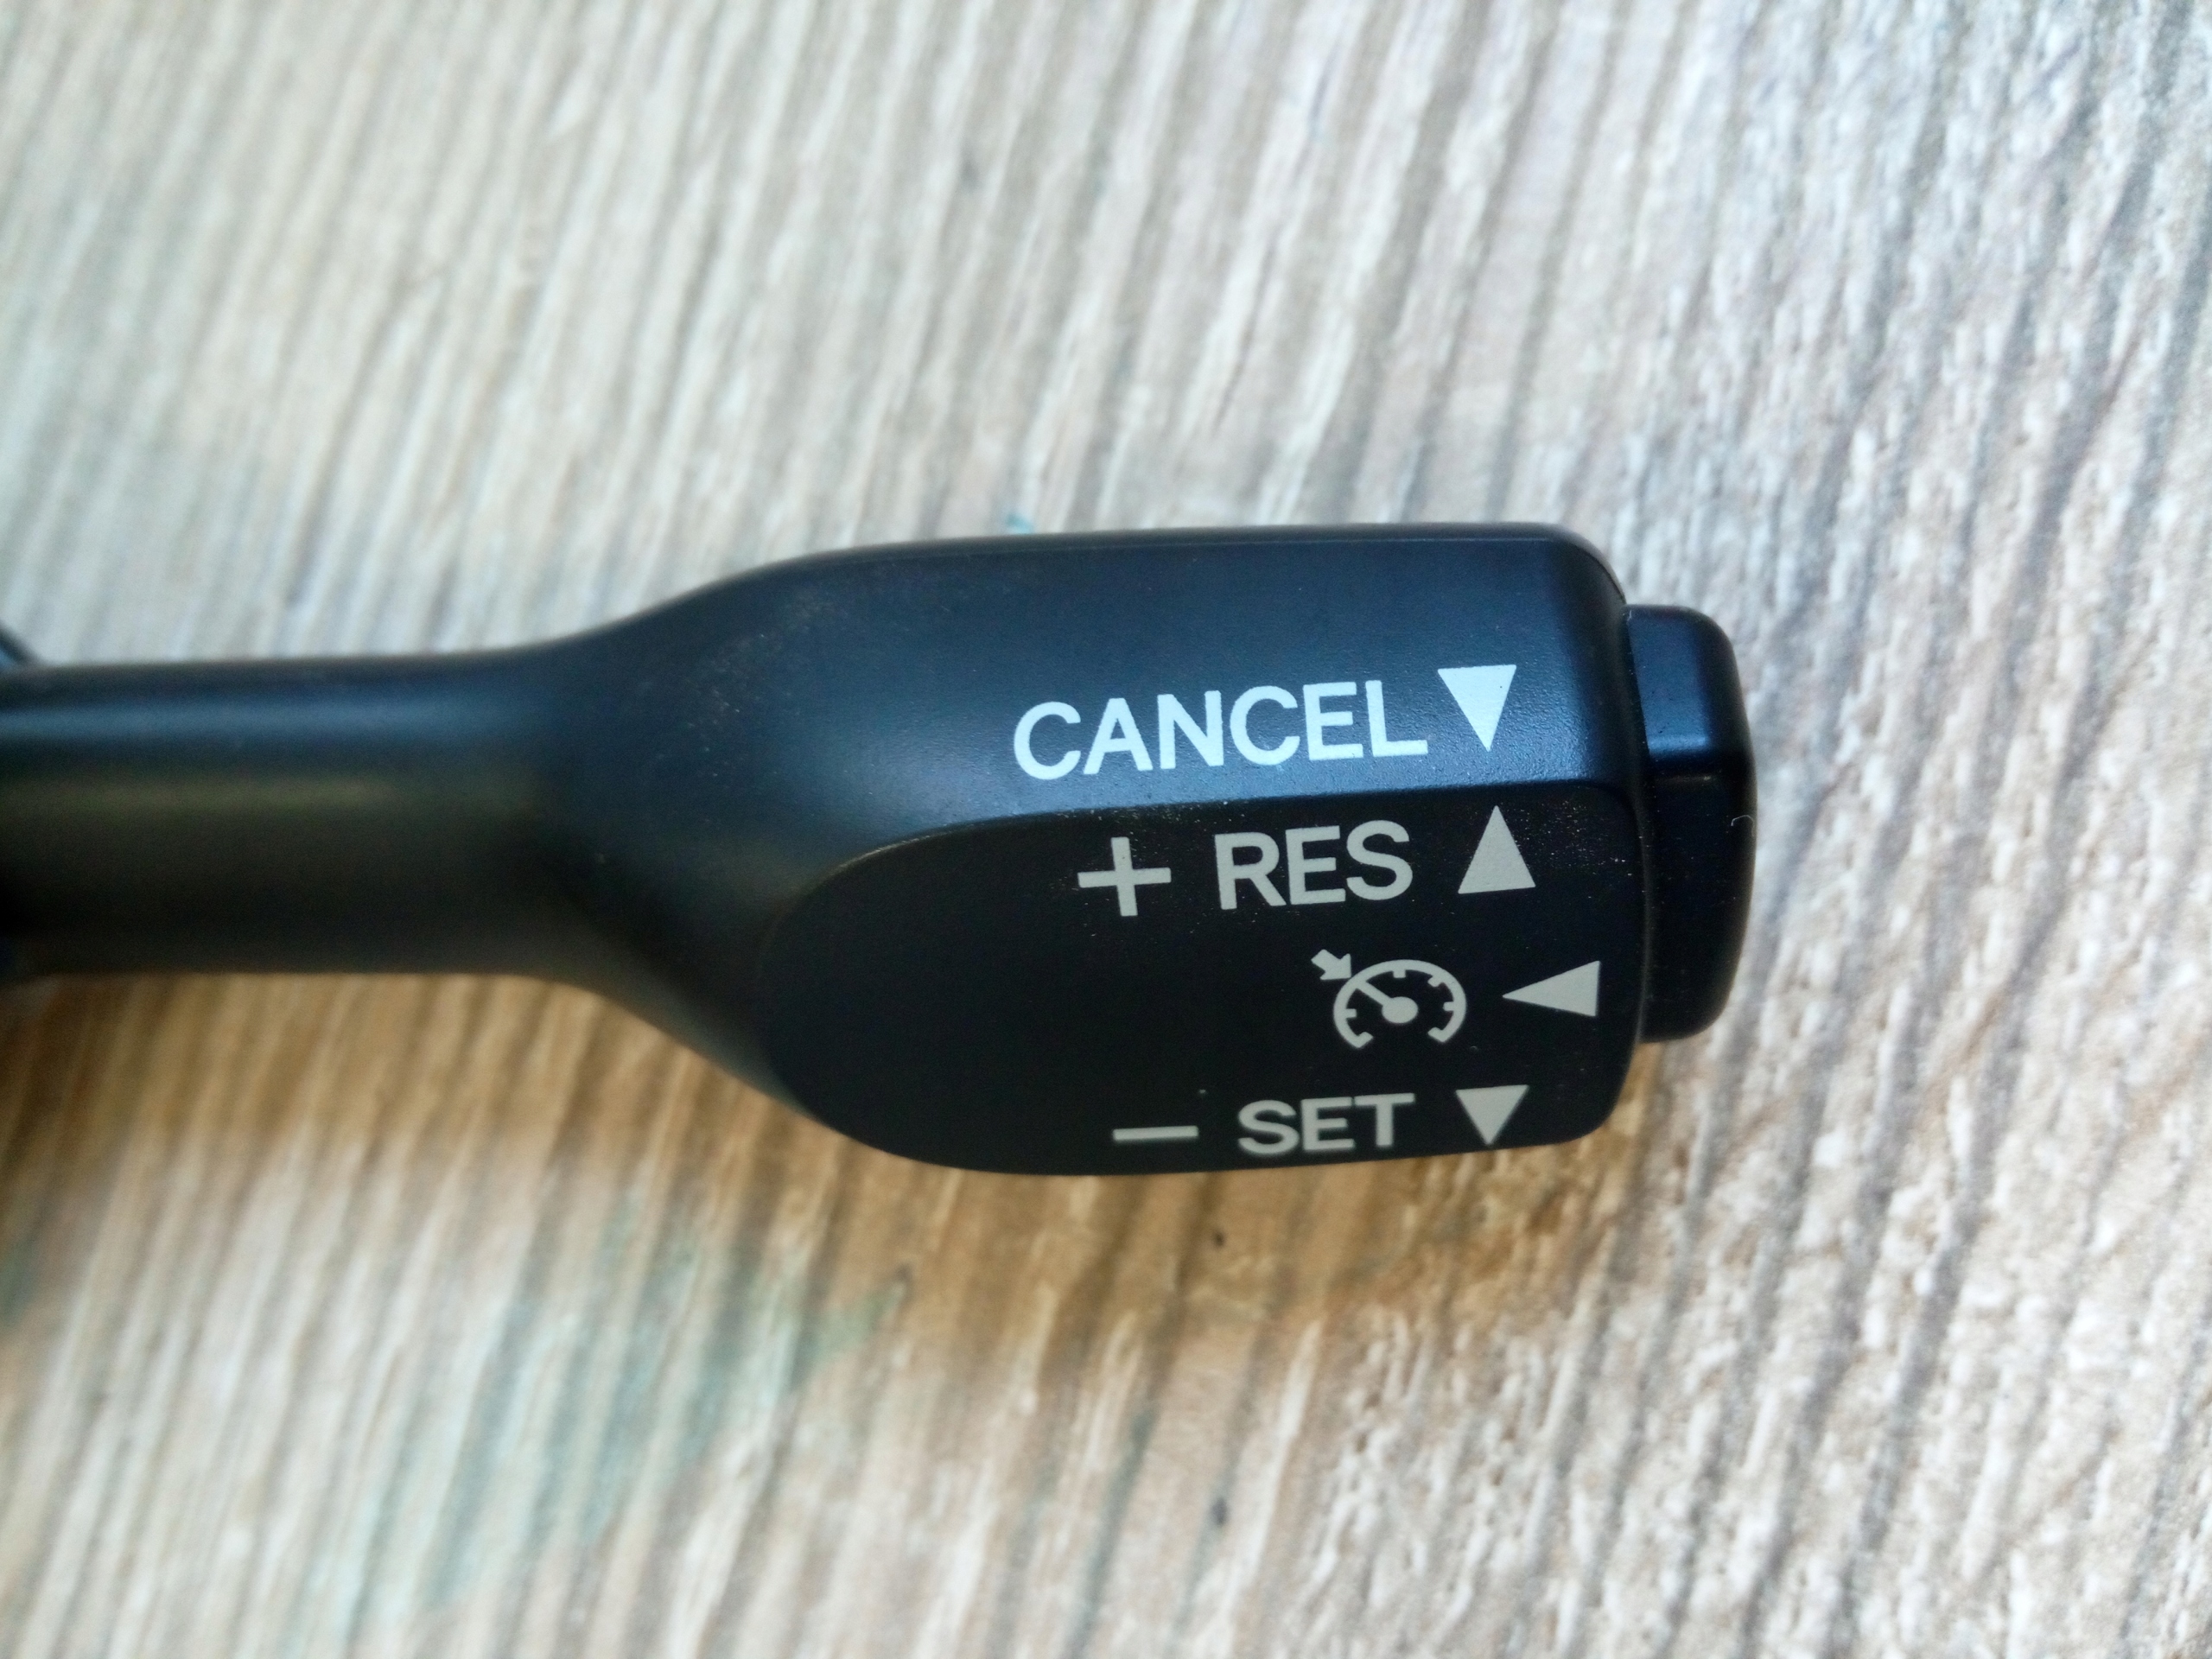 CANCEL
+ RES
- SET